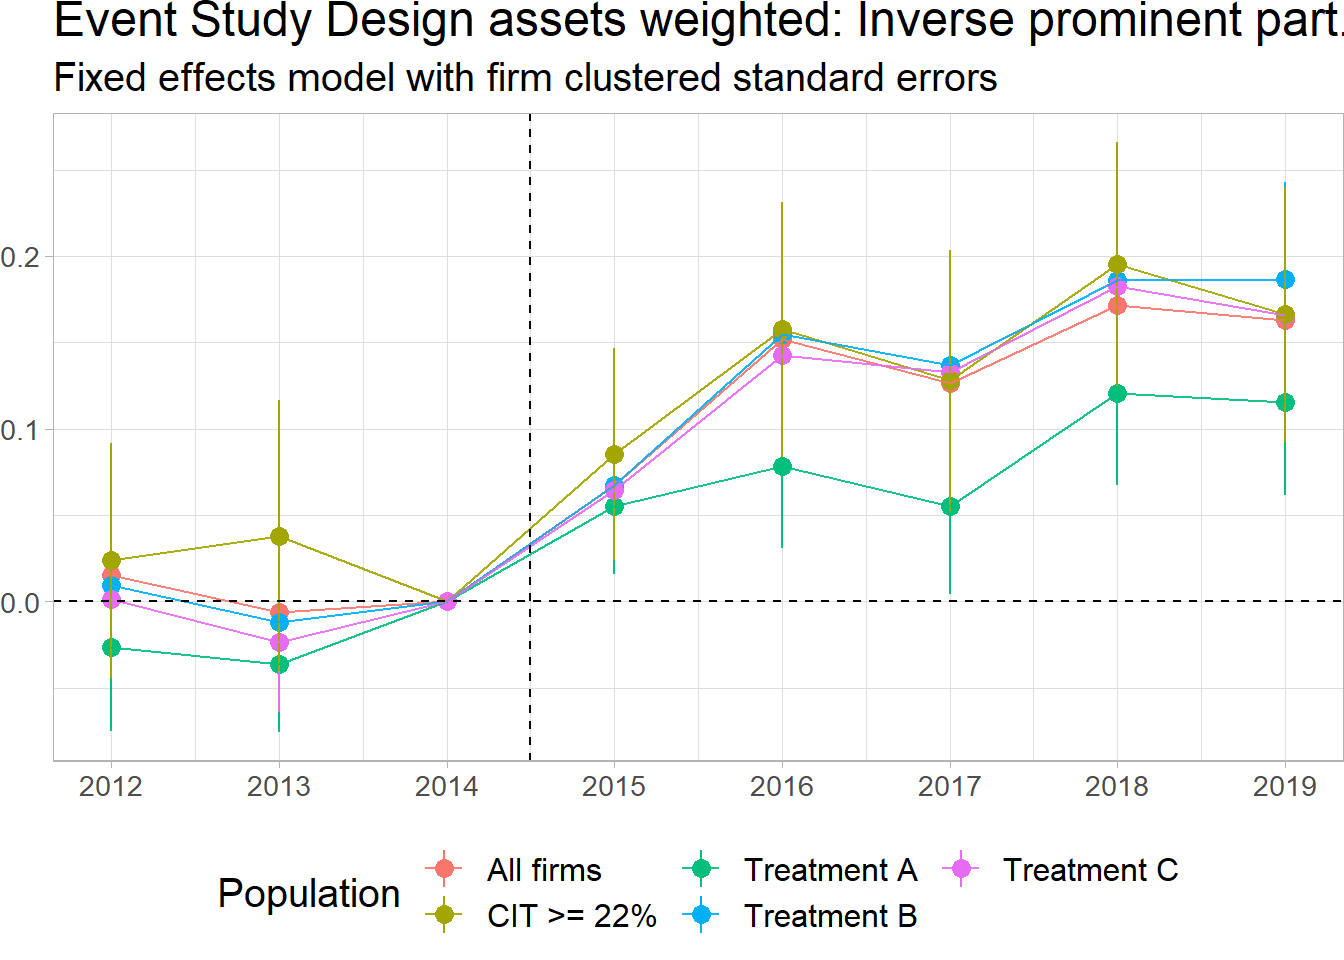 Event Study Design assets weighted: Inverse prominent part.
Fixed effects model with firm clustered standard errors
0.2
0.1
0.0
2012 2013 2014 2015 2016 2017 2018 2019
Population
All firms Treatment A Treatment C
CIT >= 22% Treatment B